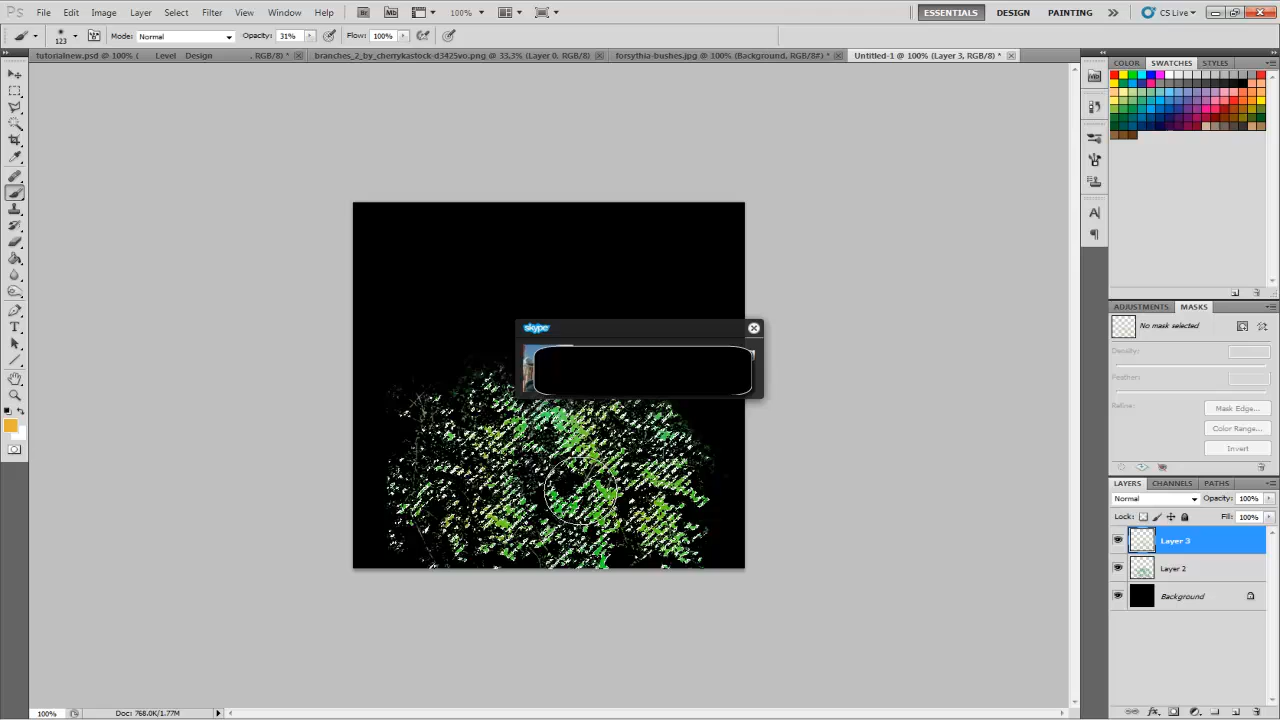 Ps File Edit Image Layer Select Filter View Window Help Br Mb 100% ESSENTIALS DESIGN PAINTING CS Live
123 Mode: Normal Opacity: 31% Flow: 100%
tutorialnew.psd @ 100% ( Level Design , RGB/8) * branches_2_by_cherrykastock-d3425vo.png @ 33,3% (Layer 0, RGB/8) forsythia-bushes.jpg @ 100% (Background, RGB/8#) * Untitled-1 @ 100% (Layer 3, RGB/8) *
COLOR SWATCHES STYLES
skype
ADJUSTMENTS MASKS
No mask selected
Density:
Feather:
Refine: Mask Edge...
Color Range...
Invert
LAYERS CHANNELS PATHS
Normal Opacity: 100%
Lock: Fill: 100%
Layer 3
Layer 2
Background
100% Doc: 768.0K/1.77M